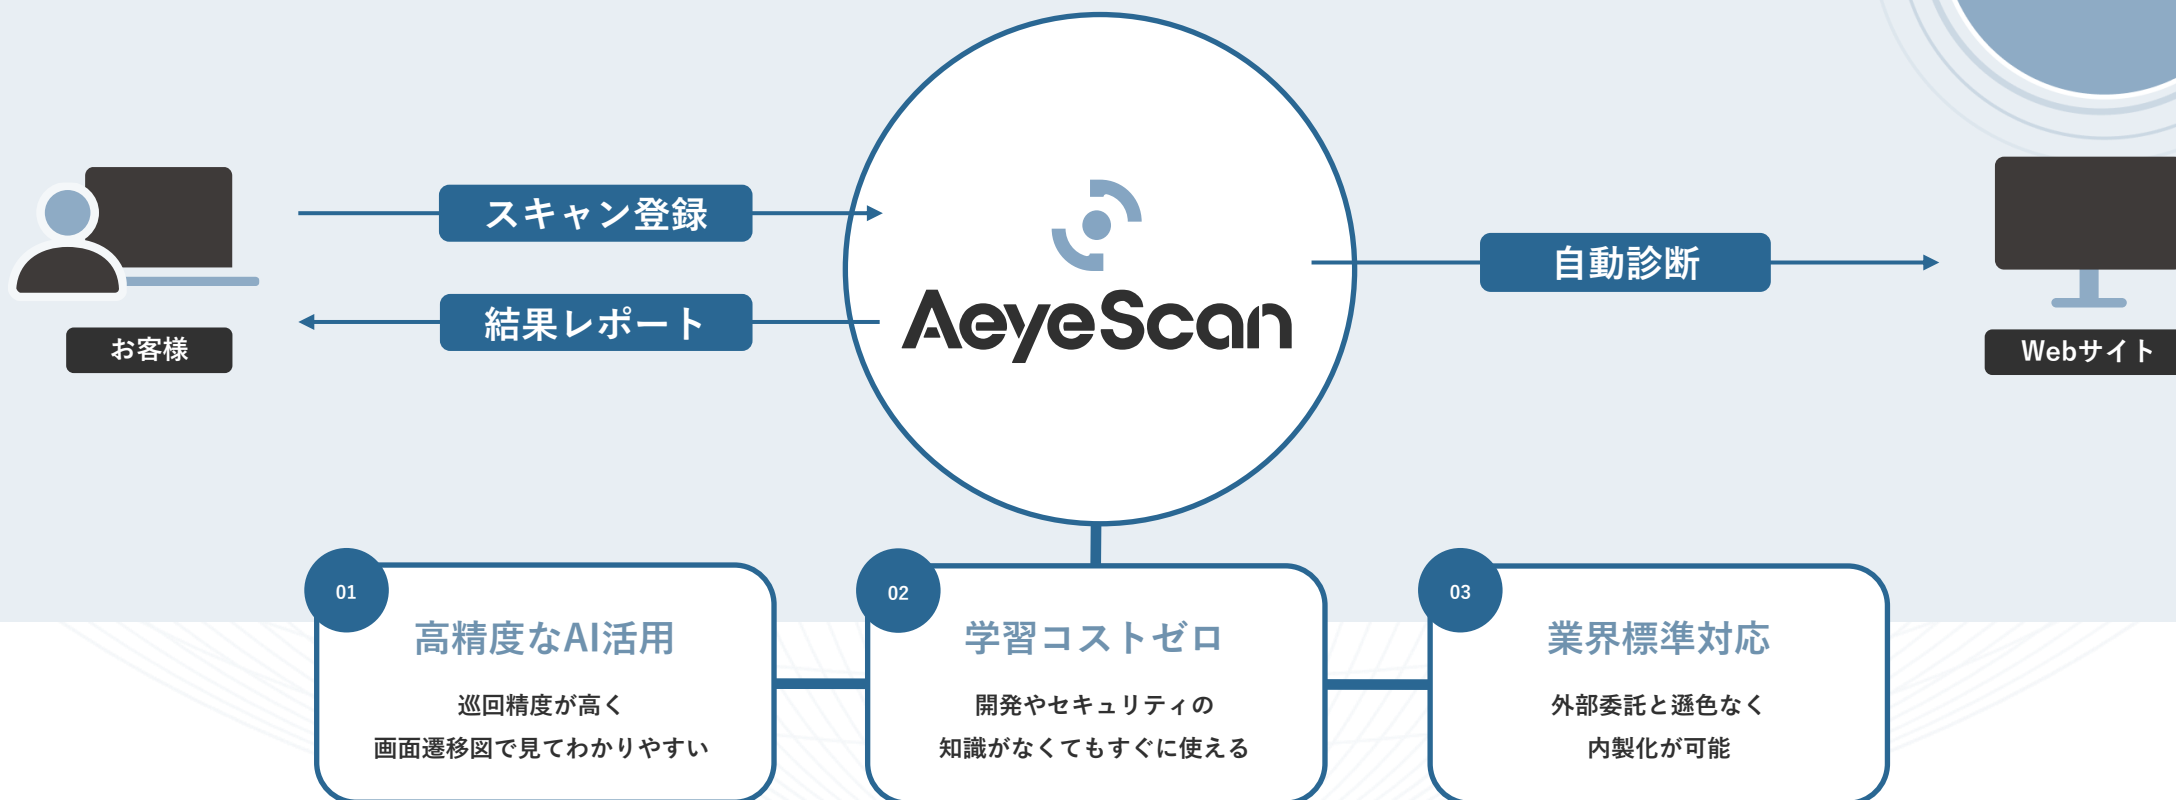 スキャン登録
結果レポート
お客様
AeyeScan
自動診断
Webサイト
01
高精度なAI活用
巡回精度が高く
画面遷移図で見てわかりやすい
02
学習コストゼロ
開発やセキュリティの
知識がなくてもすぐに使える
03
業界標準対応
外部委託と遜色なく
内製化が可能